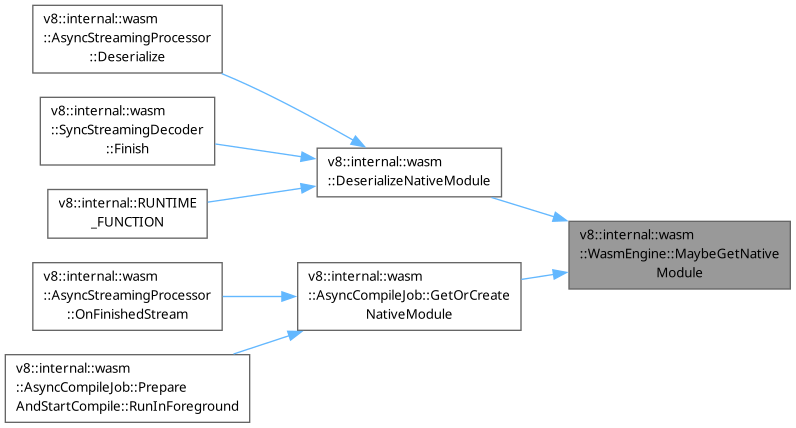 v8::internal::wasm
::AsyncStreamingProcessor
::Deserialize
v8::internal::wasm
::SyncStreamingDecoder
::Finish
v8::internal::RUNTIME
_FUNCTION
v8::internal::wasm
::AsyncStreamingProcessor
::OnFinishedStream
v8::internal::wasm
::AsyncCompileJob::Prepare
AndStartCompile::RunInForeground
v8::internal::wasm
::DeserializeNativeModule
v8::internal::wasm
::AsyncCompileJob::GetOrCreate
NativeModule
v8::internal::wasm
::WasmEngine::MaybeGetNative
Module